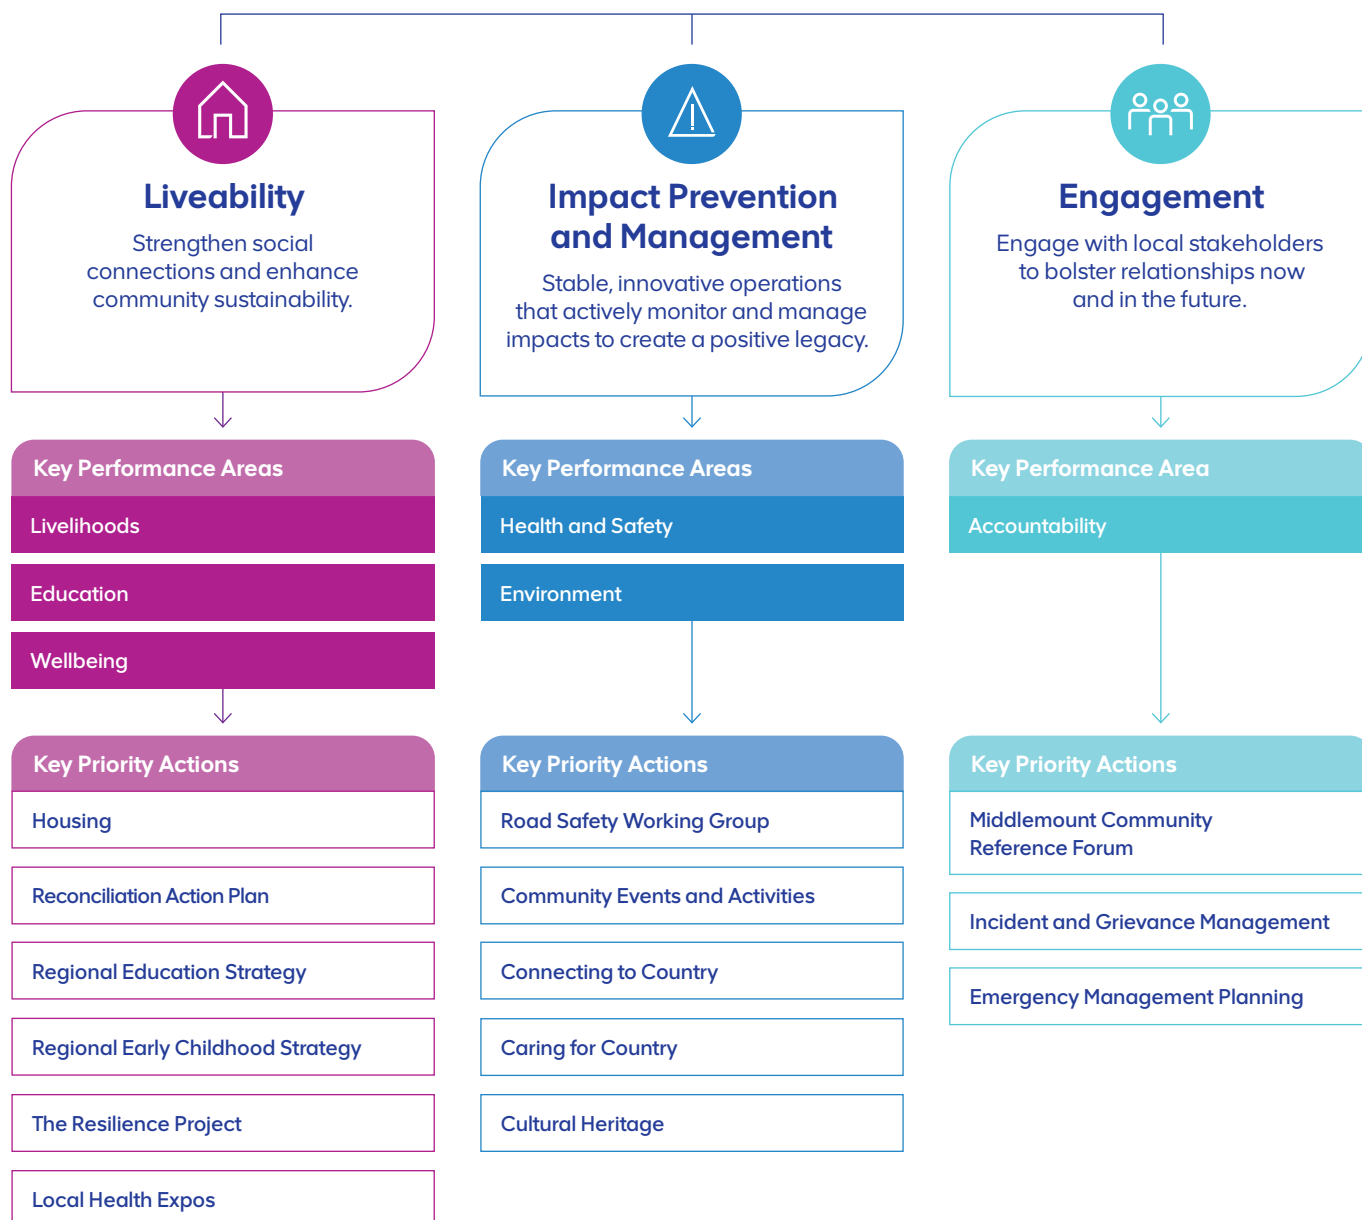 Liveability
Strengthen social
connections and enhance
community sustainability.
Key Performance Areas
Livelihoods
Education
Wellbeing
Key Priority Actions
Housing
Reconciliation Action Plan
Regional Education Strategy
Regional Early Childhood Strategy
The Resilience Project
Local Health Expos
Impact Prevention
and Management
Stable, innovative operations
that actively monitor and manage
impacts to create a positive legacy.
Key Performance Areas
Health and Safety
Environment
Key Priority Actions
Road Safety Working Group
Community Events and Activities
Connecting to Country
Caring for Country
Cultural Heritage
Engagement
Engage with local stakeholders
to bolster relationships now
and in the future.
Key Performance Area
Accountability
Key Priority Actions
Middlemount Community
Reference Forum
Incident and Grievance Management
Emergency Management Planning